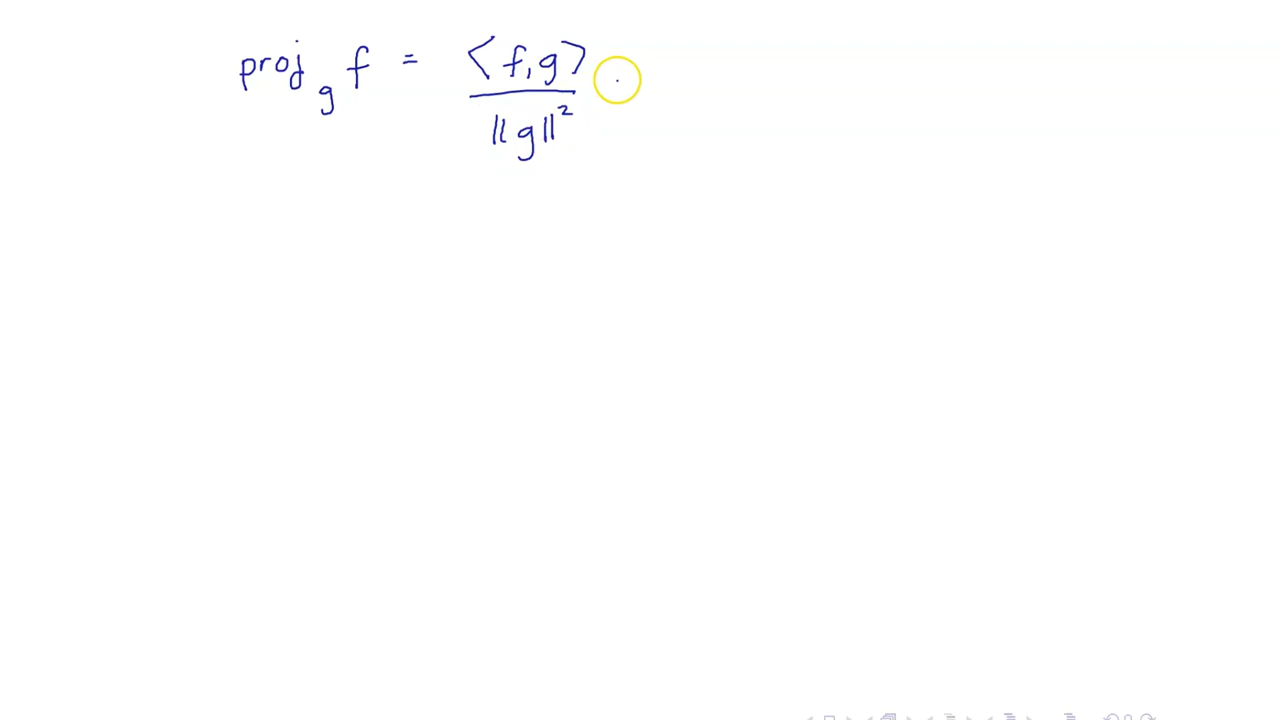 proj_g f = <f,g> / ||g||²